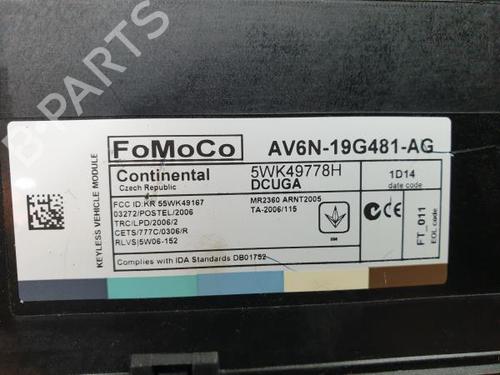 B-PARTS
KEYLESS VEHICLE MODULE
FoMoCo AV6N-19G481-AG
Continental 5WK49778H 1D14
Czech Republic DCUGA
FCC ID: KR 55WK49167 MR2360 ARNT2005
03272/POSTEL/2006 TA-2006/115
TRC/LPD/2006/2
CETS/777C/0306/R
RLVS|5W06-152
Complies with IDA Standards DB01752
FT_011
EOL code